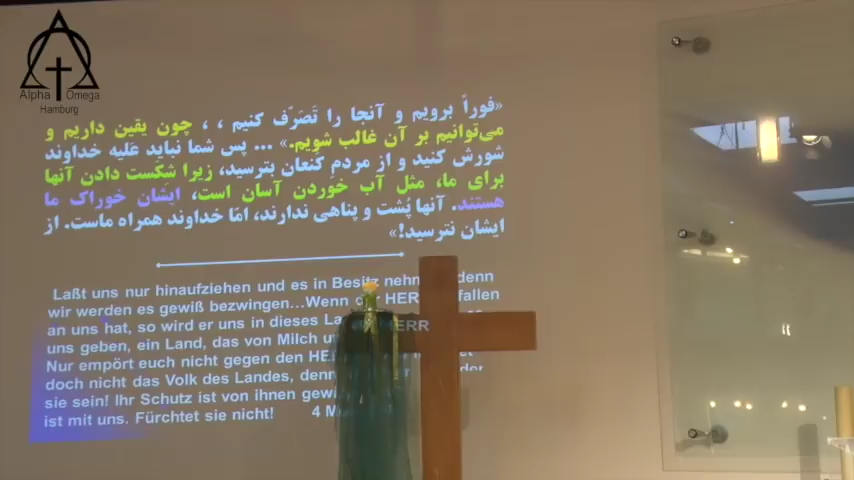 Alpha Omega
Hamburg
«فوراً برویم و آنجا را تَصَرّف کنیم ، ، چون یقین داریم و
می‌توانیم بر آن غالب شویم.» ... پس شما نباید عَلیه خداوند
شورش کنید و از مردمِ کَنعان بترسید، زیرا شکست دادن آنها
برای ما، مثل آب خوردن آسان است، ایشان خوراک ما
هستند. آنها پُشت و پناهی ندارند، امّا خداوند همراه ماست. از
ایشان نترسید!»
Laßt uns nur hinaufziehen und es in Besitz nehmen, denn
wir werden es gewiß bezwingen...Wenn der HERR Gefallen
an uns hat, so wird er uns in dieses
uns geben, ein Land, das von Milch
Nur empört euch nicht gegen den HERR
doch nicht das Volk des Landes, denn
sie sein! Ihr Schutz ist von ihnen
ist mit uns. Fürchtet sie nicht! 4